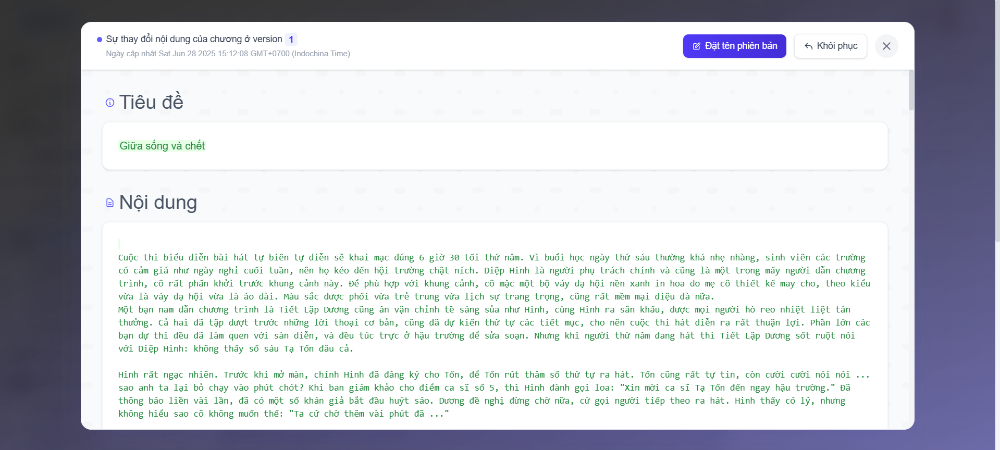 Sự thay đổi nội dung của chương ở version 1
Ngày cập nhật Sat Jun 28 2025 15:12:08 GMT+0700 (Indochina Time)
Đặt tên phiên bản
Khôi phục
Tiêu đề
Giữa sống và chết
Nội dung
Cuộc thi biểu diễn bài hát tự biên tự diễn sẽ khai mạc đúng 6 giờ 30 tối thứ năm. Vì buổi học ngày thứ sáu thường khá nhẹ nhàng, sinh viên các trường
có cảm giá như ngày nghỉ cuối tuần, nên họ kéo đến hội trường chật ních. Diệp Hinh là người phụ trách chính và cũng là một trong mấy người dẫn chương
trình, cô rất phấn khởi trước khung cảnh này. Để phù hợp với khung cảnh, cô mặc một bộ váy dạ hội nền xanh in hoa do mẹ cô thiết kế may cho, theo kiểu
vừa là váy dạ hội vừa là áo dài. Màu sắc được phối vừa trẻ trung vừa lịch sự trang trọng, cũng rất mềm mại điệu đà nữa.
Một bạn nam dẫn chương trình là Tiết Lập Dương cũng ăn vận chỉnh tề sáng sủa như Hinh, cùng Hinh ra sân khấu, được mọi người hò reo nhiệt liệt tán
thưởng. Cả hai đã tập dượt trước những lời thoại cơ bản, cũng đã dự kiến thứ tự các tiết mục, cho nên cuộc thi hát diễn ra rất thuận lợi. Phần lớn các
bạn dự thi đều đã làm quen với sàn diễn, và đều túc trực ở hậu trường để sửa soạn. Nhưng khi người thứ năm đang hát thì Tiết Lập Dương sốt ruột nói
với Diệp Hinh: không thấy số sáu Tạ Tốn đâu cả.
Hinh rất ngạc nhiên. Trước khi mở màn, chính Hinh đã đăng ký cho Tốn, để Tốn rút thăm số thứ tự ra hát. Tốn cũng rất tự tin, còn cười cười nói nói ...
sao anh ta lại bỏ chạy vào phút chót? Khi ban giám khảo cho điểm ca sĩ số 5, thì Hinh đành gọi loa: "Xin mời ca sĩ Tạ Tốn đến ngay hậu trường." Đã
thông báo liền vài lần, đã có một số khán giả bắt đầu huýt sáo. Dương đề nghị đừng chờ nữa, cứ gọi người tiếp theo ra hát. Hinh thấy có lý, nhưng
không hiểu sao cô không muốn thế: "Ta cứ chờ thêm vài phút đã ..."